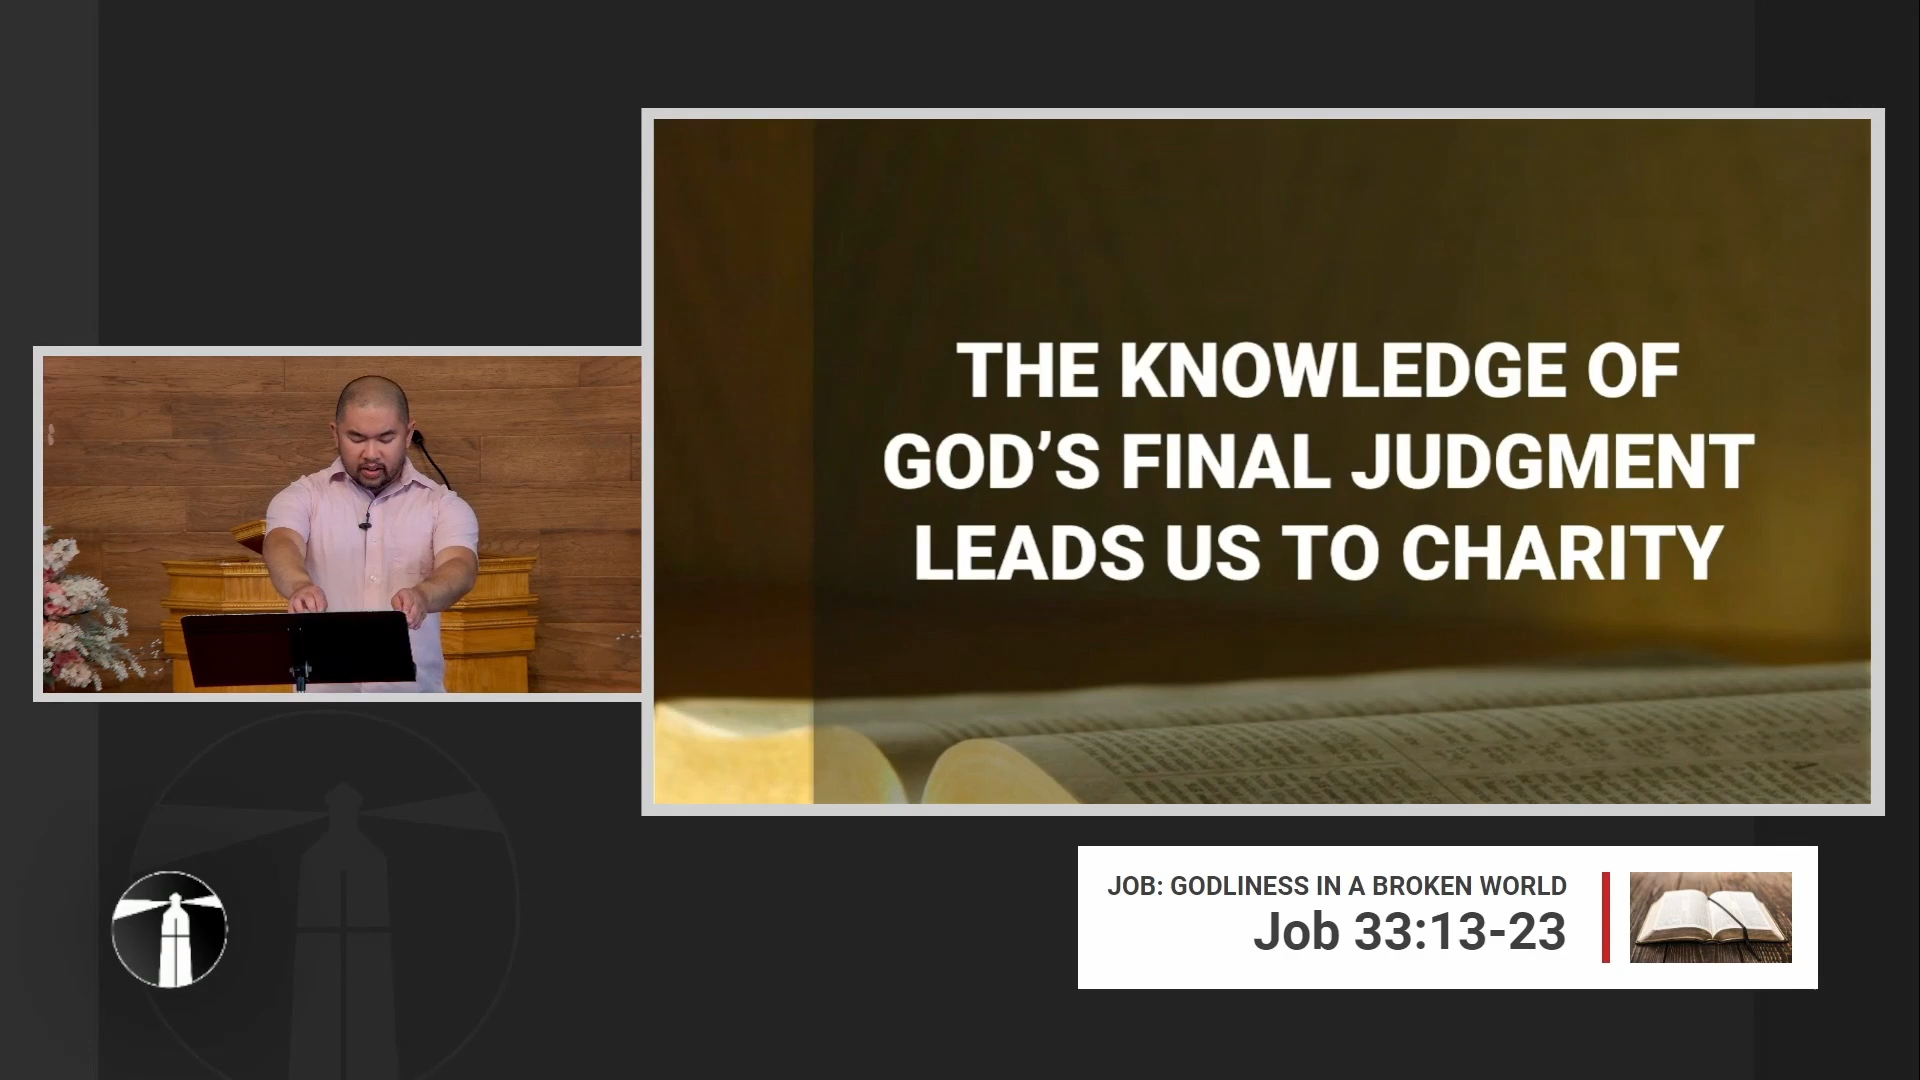 THE KNOWLEDGE OF
GOD’S FINAL JUDGMENT
LEADS US TO CHARITY
JOB: GODLINESS IN A BROKEN WORLD
Job 33:13-23